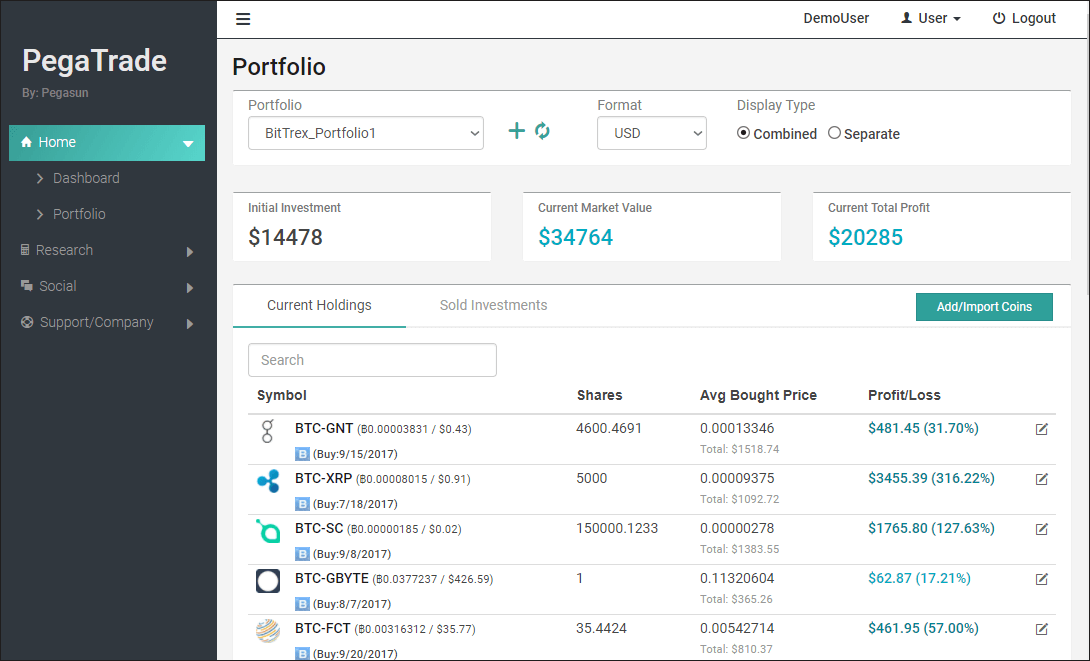 DemoUser
User
Logout
PegaTrade
By: Pegasun
Home
Dashboard
Portfolio
Research
Social
Support/Company
Portfolio
Portfolio Format Display Type
BitTrex_Portfolio1 USD Combined Separate
Initial Investment Current Market Value Current Total Profit
$14478 $34764 $20285
Current Holdings Sold Investments Add/Import Coins
Search
Symbol Shares Avg Bought Price Profit/Loss
BTC-GNT (฿0.00003831 / $0.43) 4600.4691 0.00013346 $481.45 (31.70%)
B (Buy:9/15/2017) Total: $1518.74
BTC-XRP (฿0.00008015 / $0.91) 5000 0.00009375 $3455.39 (316.22%)
B (Buy:7/18/2017) Total: $1092.72
BTC-SC (฿0.00000185 / $0.02) 150000.1233 0.00000278 $1765.80 (127.63%)
B (Buy:9/8/2017) Total: $1383.55
BTC-GBYTE (฿0.0377237 / $426.59) 1 0.11320604 $62.87 (17.21%)
B (Buy:8/7/2017) Total: $365.26
BTC-FCT (฿0.00316312 / $35.77) 35.4424 0.00542714 $461.95 (57.00%)
B (Buy:9/20/2017) Total: $810.37